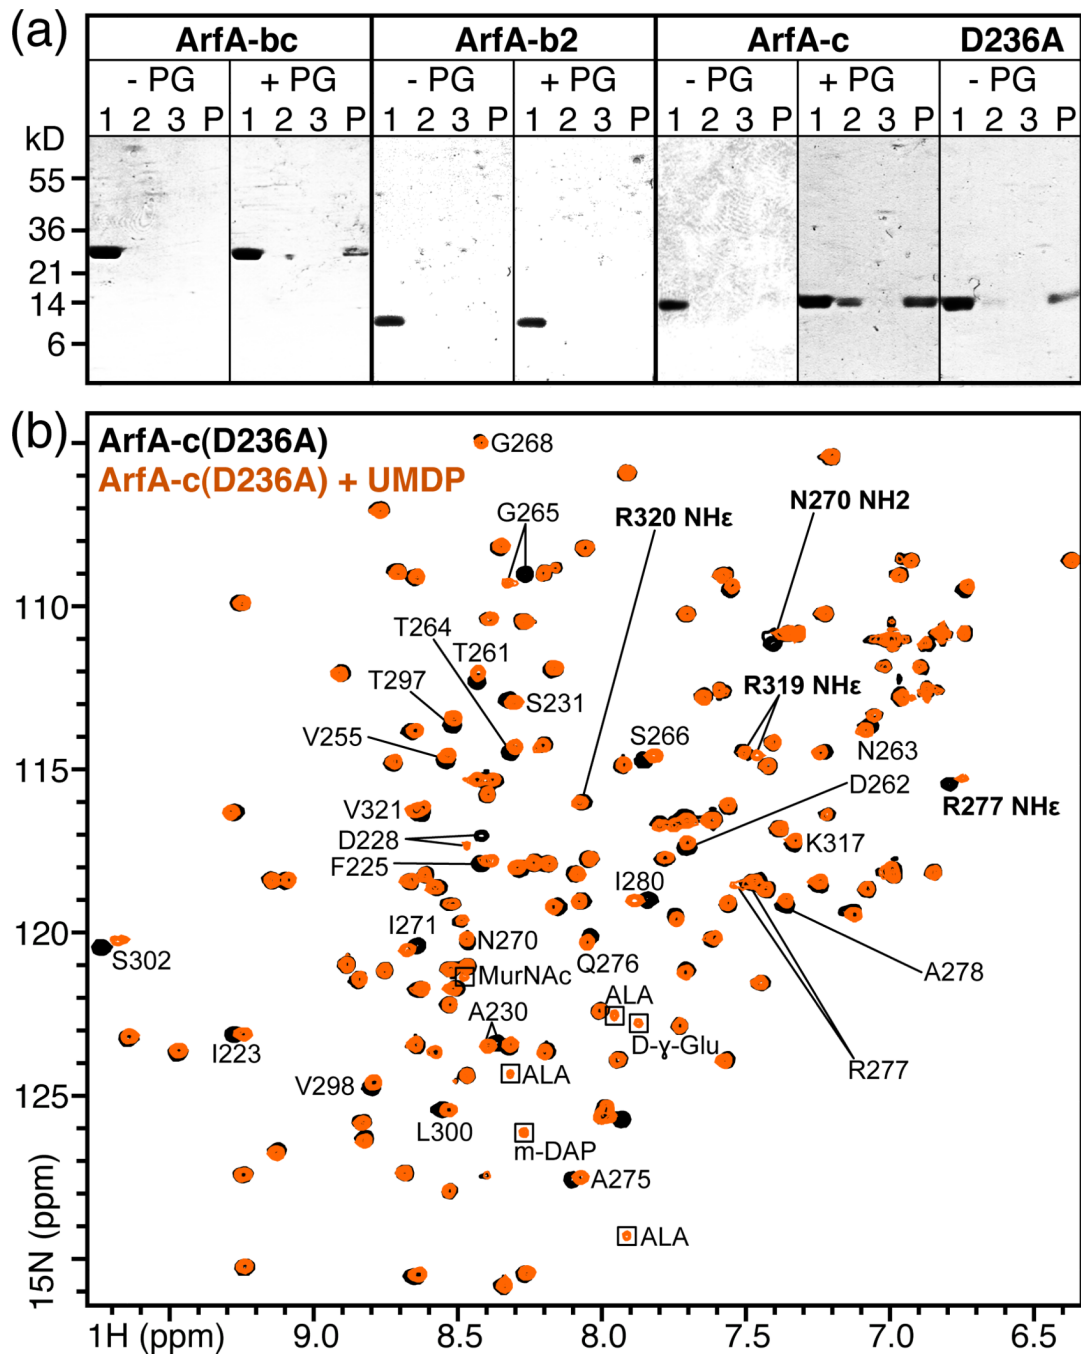 (a)
ArfA-bc ArfA-b2 ArfA-c D236A
- PG + PG - PG + PG - PG + PG - PG
1 2 3 P 1 2 3 P 1 2 3 P 1 2 3 P 1 2 3 P 1 2 3 P 1 2 3 P
kD
55
36
21
14
6
(b)
ArfA-c(D236A)
ArfA-c(D236A) + UMDP
G268
G265
R320 NHε
N270 NH2
110
T264
T261
T297
S231
R319 NHε
V255
S266
N263
115
D262
R277 NHε
V321
D228
K317
F225
I280
120
I271
N270
S302
Q276
A278
MurNAc
ALA
A230
D-γ-Glu
I223
R277
ALA
V298
125
L300
m-DAP
A275
ALA
15N (ppm)
1H (ppm) 9.0 8.5 8.0 7.5 7.0 6.5